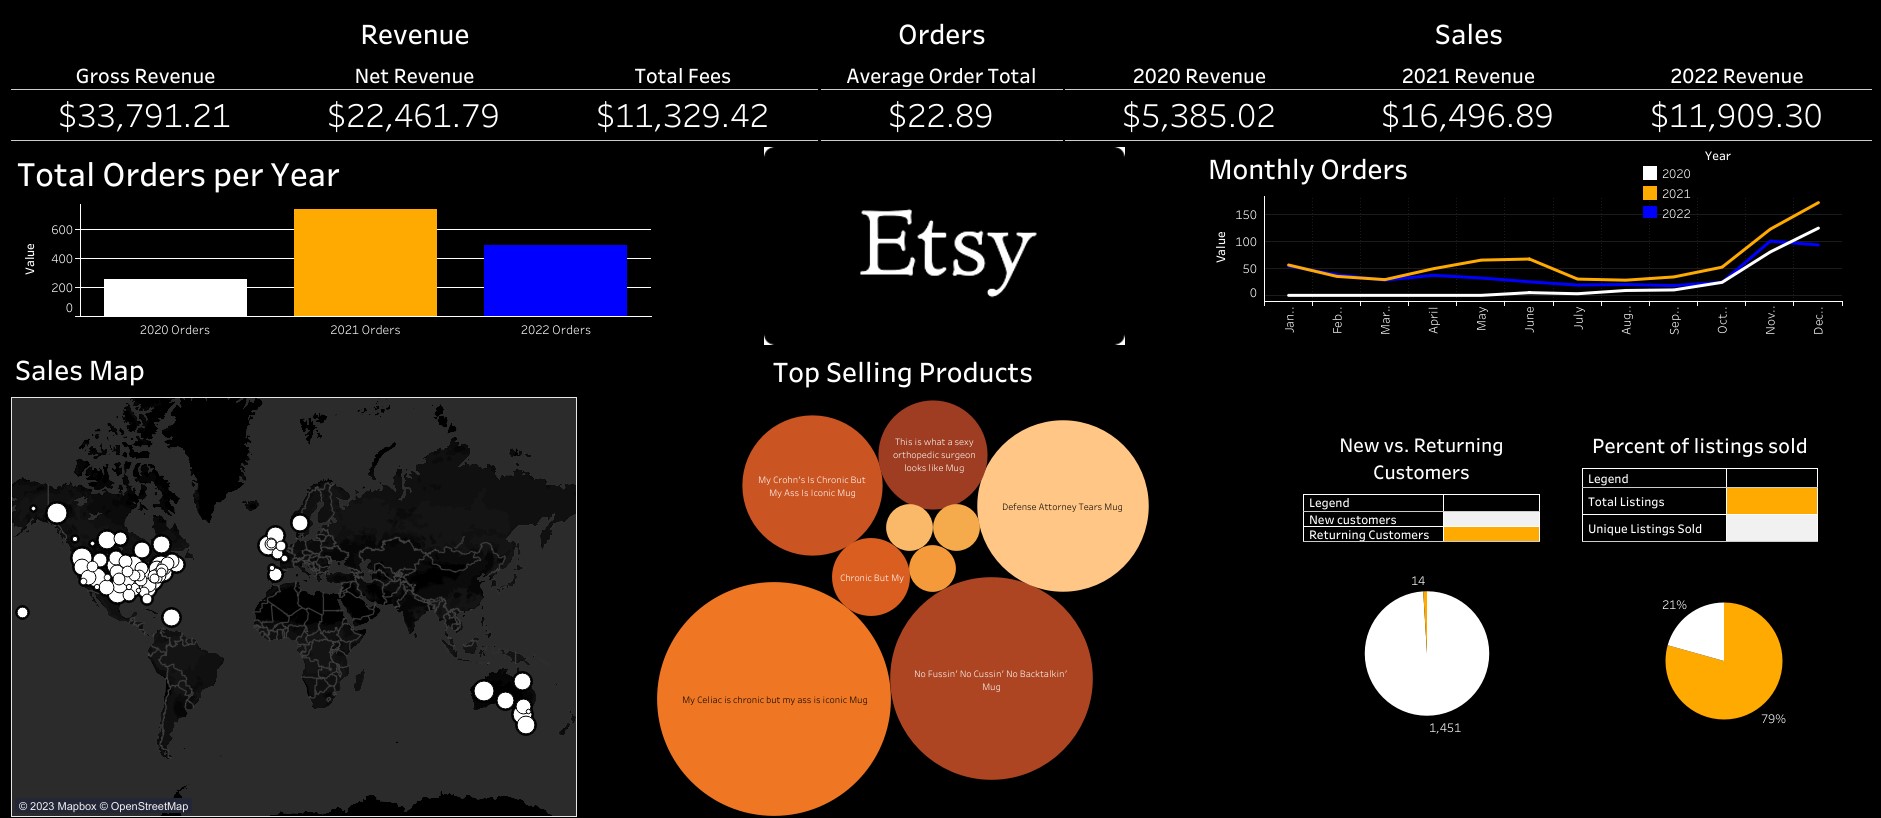 Revenue
Orders
Sales
Gross Revenue
Net Revenue
Total Fees
Average Order Total
2020 Revenue
2021 Revenue
2022 Revenue
$33,791.21
$22,461.79
$11,329.42
$22.89
$5,385.02
$16,496.89
$11,909.30
Total Orders per Year
Value
600
400
200
0
2020 Orders
2021 Orders
2022 Orders
Etsy
Monthly Orders
Year
2020
2021
2022
Value
150
100
50
0
Jan..
Feb..
Mar..
April
May
June
July
Aug..
Sep..
Oct..
Nov..
Dec..
Sales Map
© 2023 Mapbox © OpenStreetMap
Top Selling Products
My Crohn's Is Chronic But
My Ass Is Iconic Mug
This is what a sexy
orthopedic surgeon
looks like Mug
Defense Attorney Tears Mug
Chronic But My
My Celiac is chronic but my ass is iconic Mug
No Fussin' No Cussin' No Backtalkin'
Mug
New vs. Returning
Customers
Legend
New customers
Returning Customers
14
1,451
Percent of listings sold
Legend
Total Listings
Unique Listings Sold
21%
79%